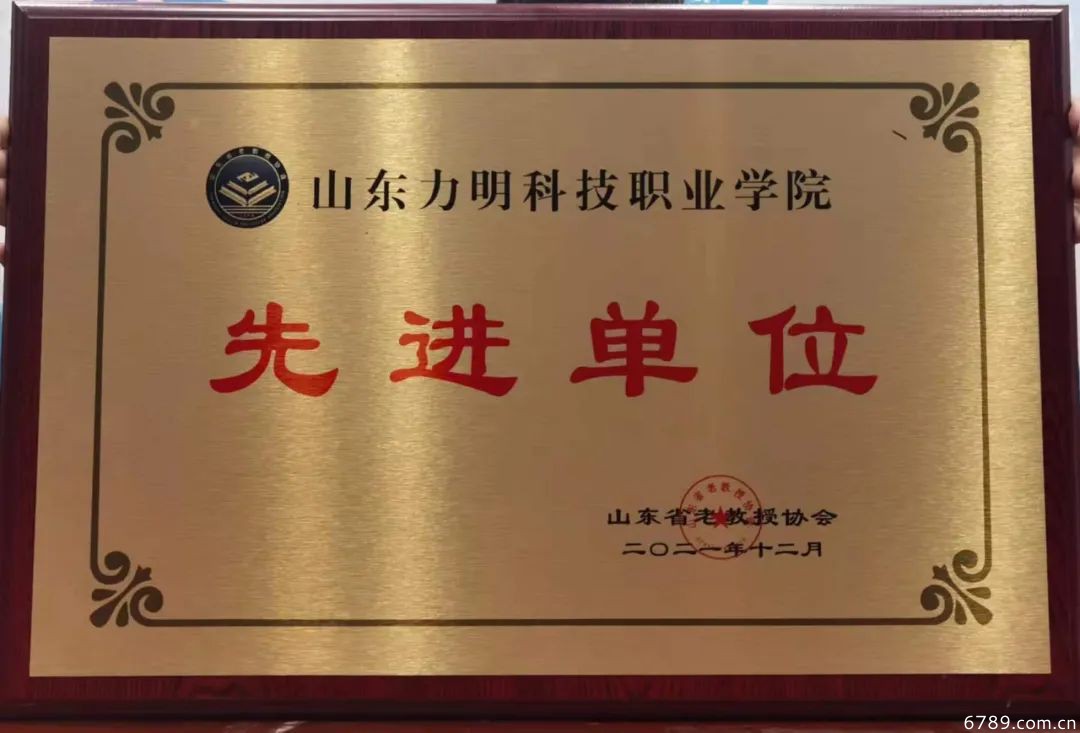 山东力明科技职业学院
先进单位
山东省老教授协会
二〇二一年十二月
6789.com.cn